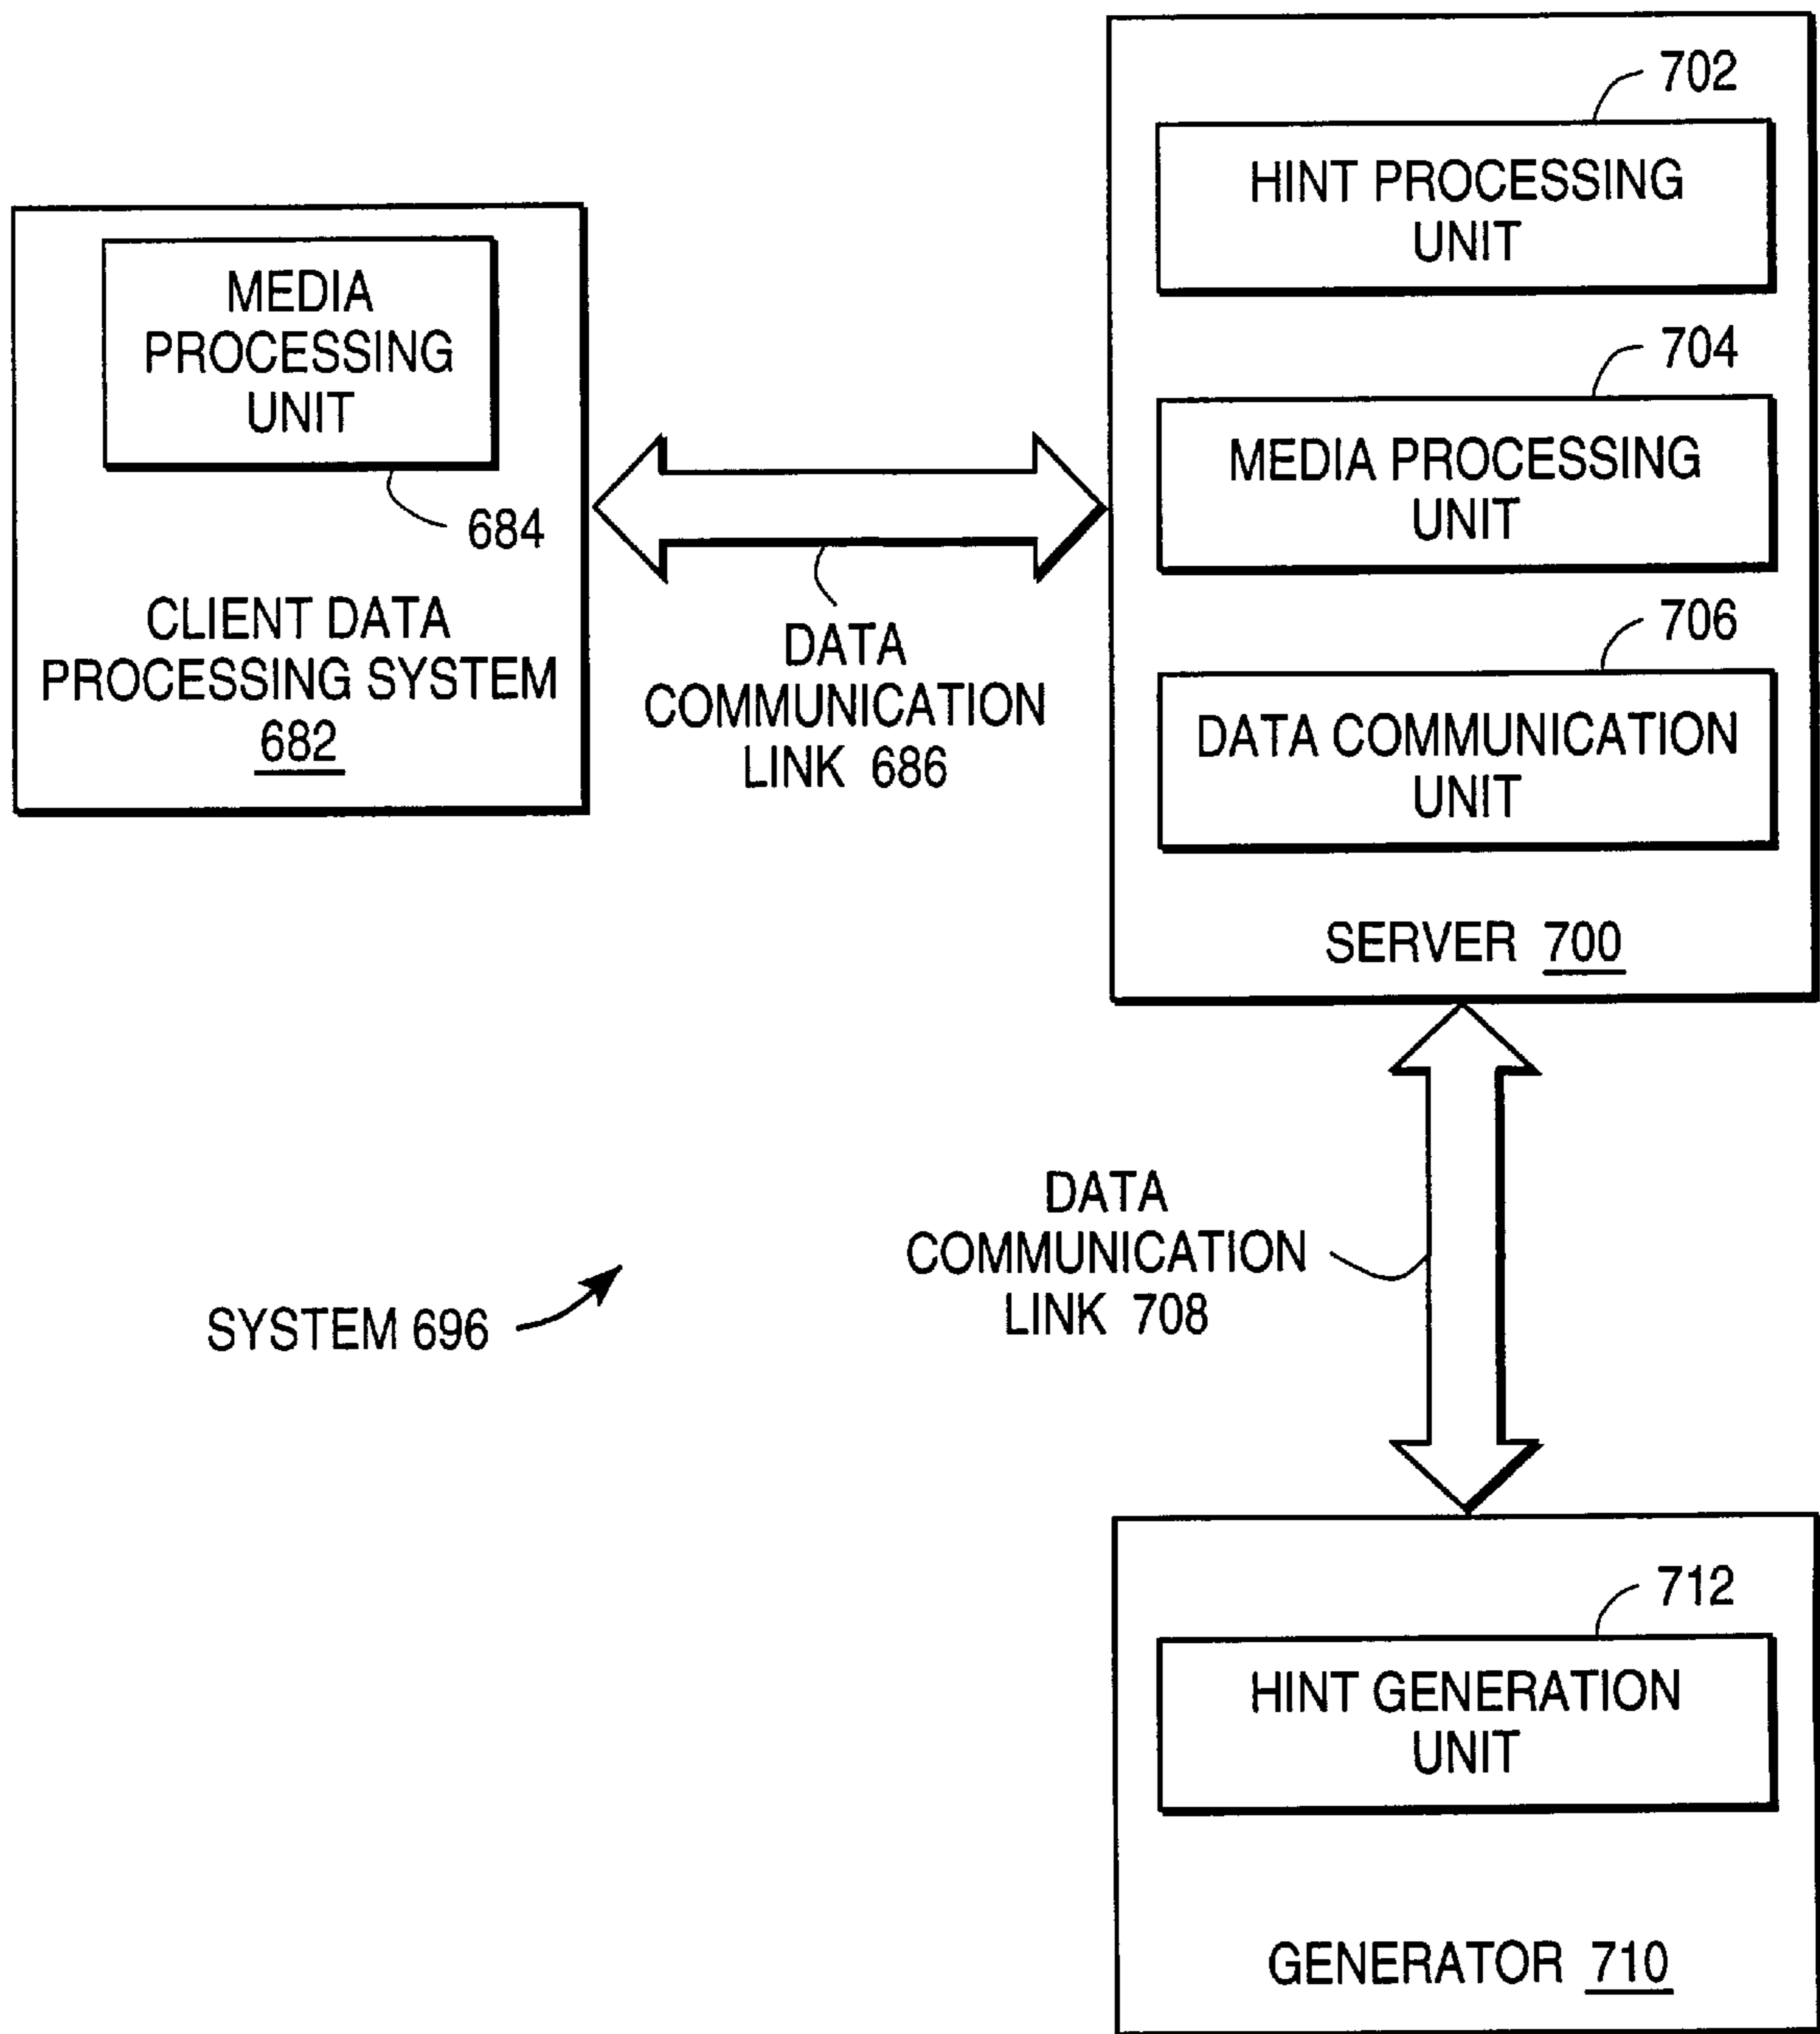 702
HINT PROCESSING
UNIT
704
MEDIA PROCESSING
UNIT
706
DATA COMMUNICATION
UNIT
SERVER 700
MEDIA
PROCESSING
UNIT
684
CLIENT DATA
PROCESSING SYSTEM
682
DATA
COMMUNICATION
LINK 686
DATA
COMMUNICATION
LINK 708
SYSTEM 696
712
HINT GENERATION
UNIT
GENERATOR 710